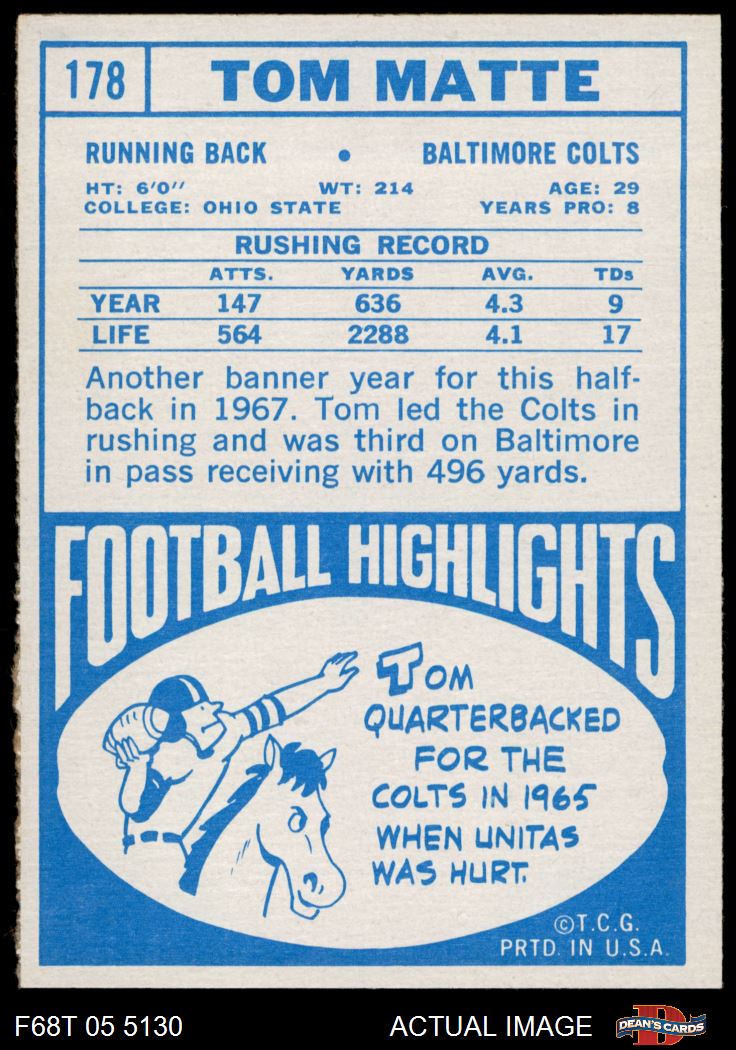 178 TOM MATTE
RUNNING BACK • BALTIMORE COLTS
HT: 6'0" WT: 214 AGE: 29
COLLEGE: OHIO STATE YEARS PRO: 8
RUSHING RECORD
ATTS. YARDS AVG. TDs
YEAR 147 636 4.3 9
LIFE 564 2288 4.1 17
Another banner year for this half-
back in 1967. Tom led the Colts in
rushing and was third on Baltimore
in pass receiving with 496 yards.
FOOTBALL HIGHLIGHTS
TOM
QUARTERBACKED
FOR THE
COLTS IN 1965
WHEN UNITAS
WAS HURT.
©T.C.G.
PRTD. IN U.S.A.
F68T 05 5130 ACTUAL IMAGE D DEAN'S CARDS